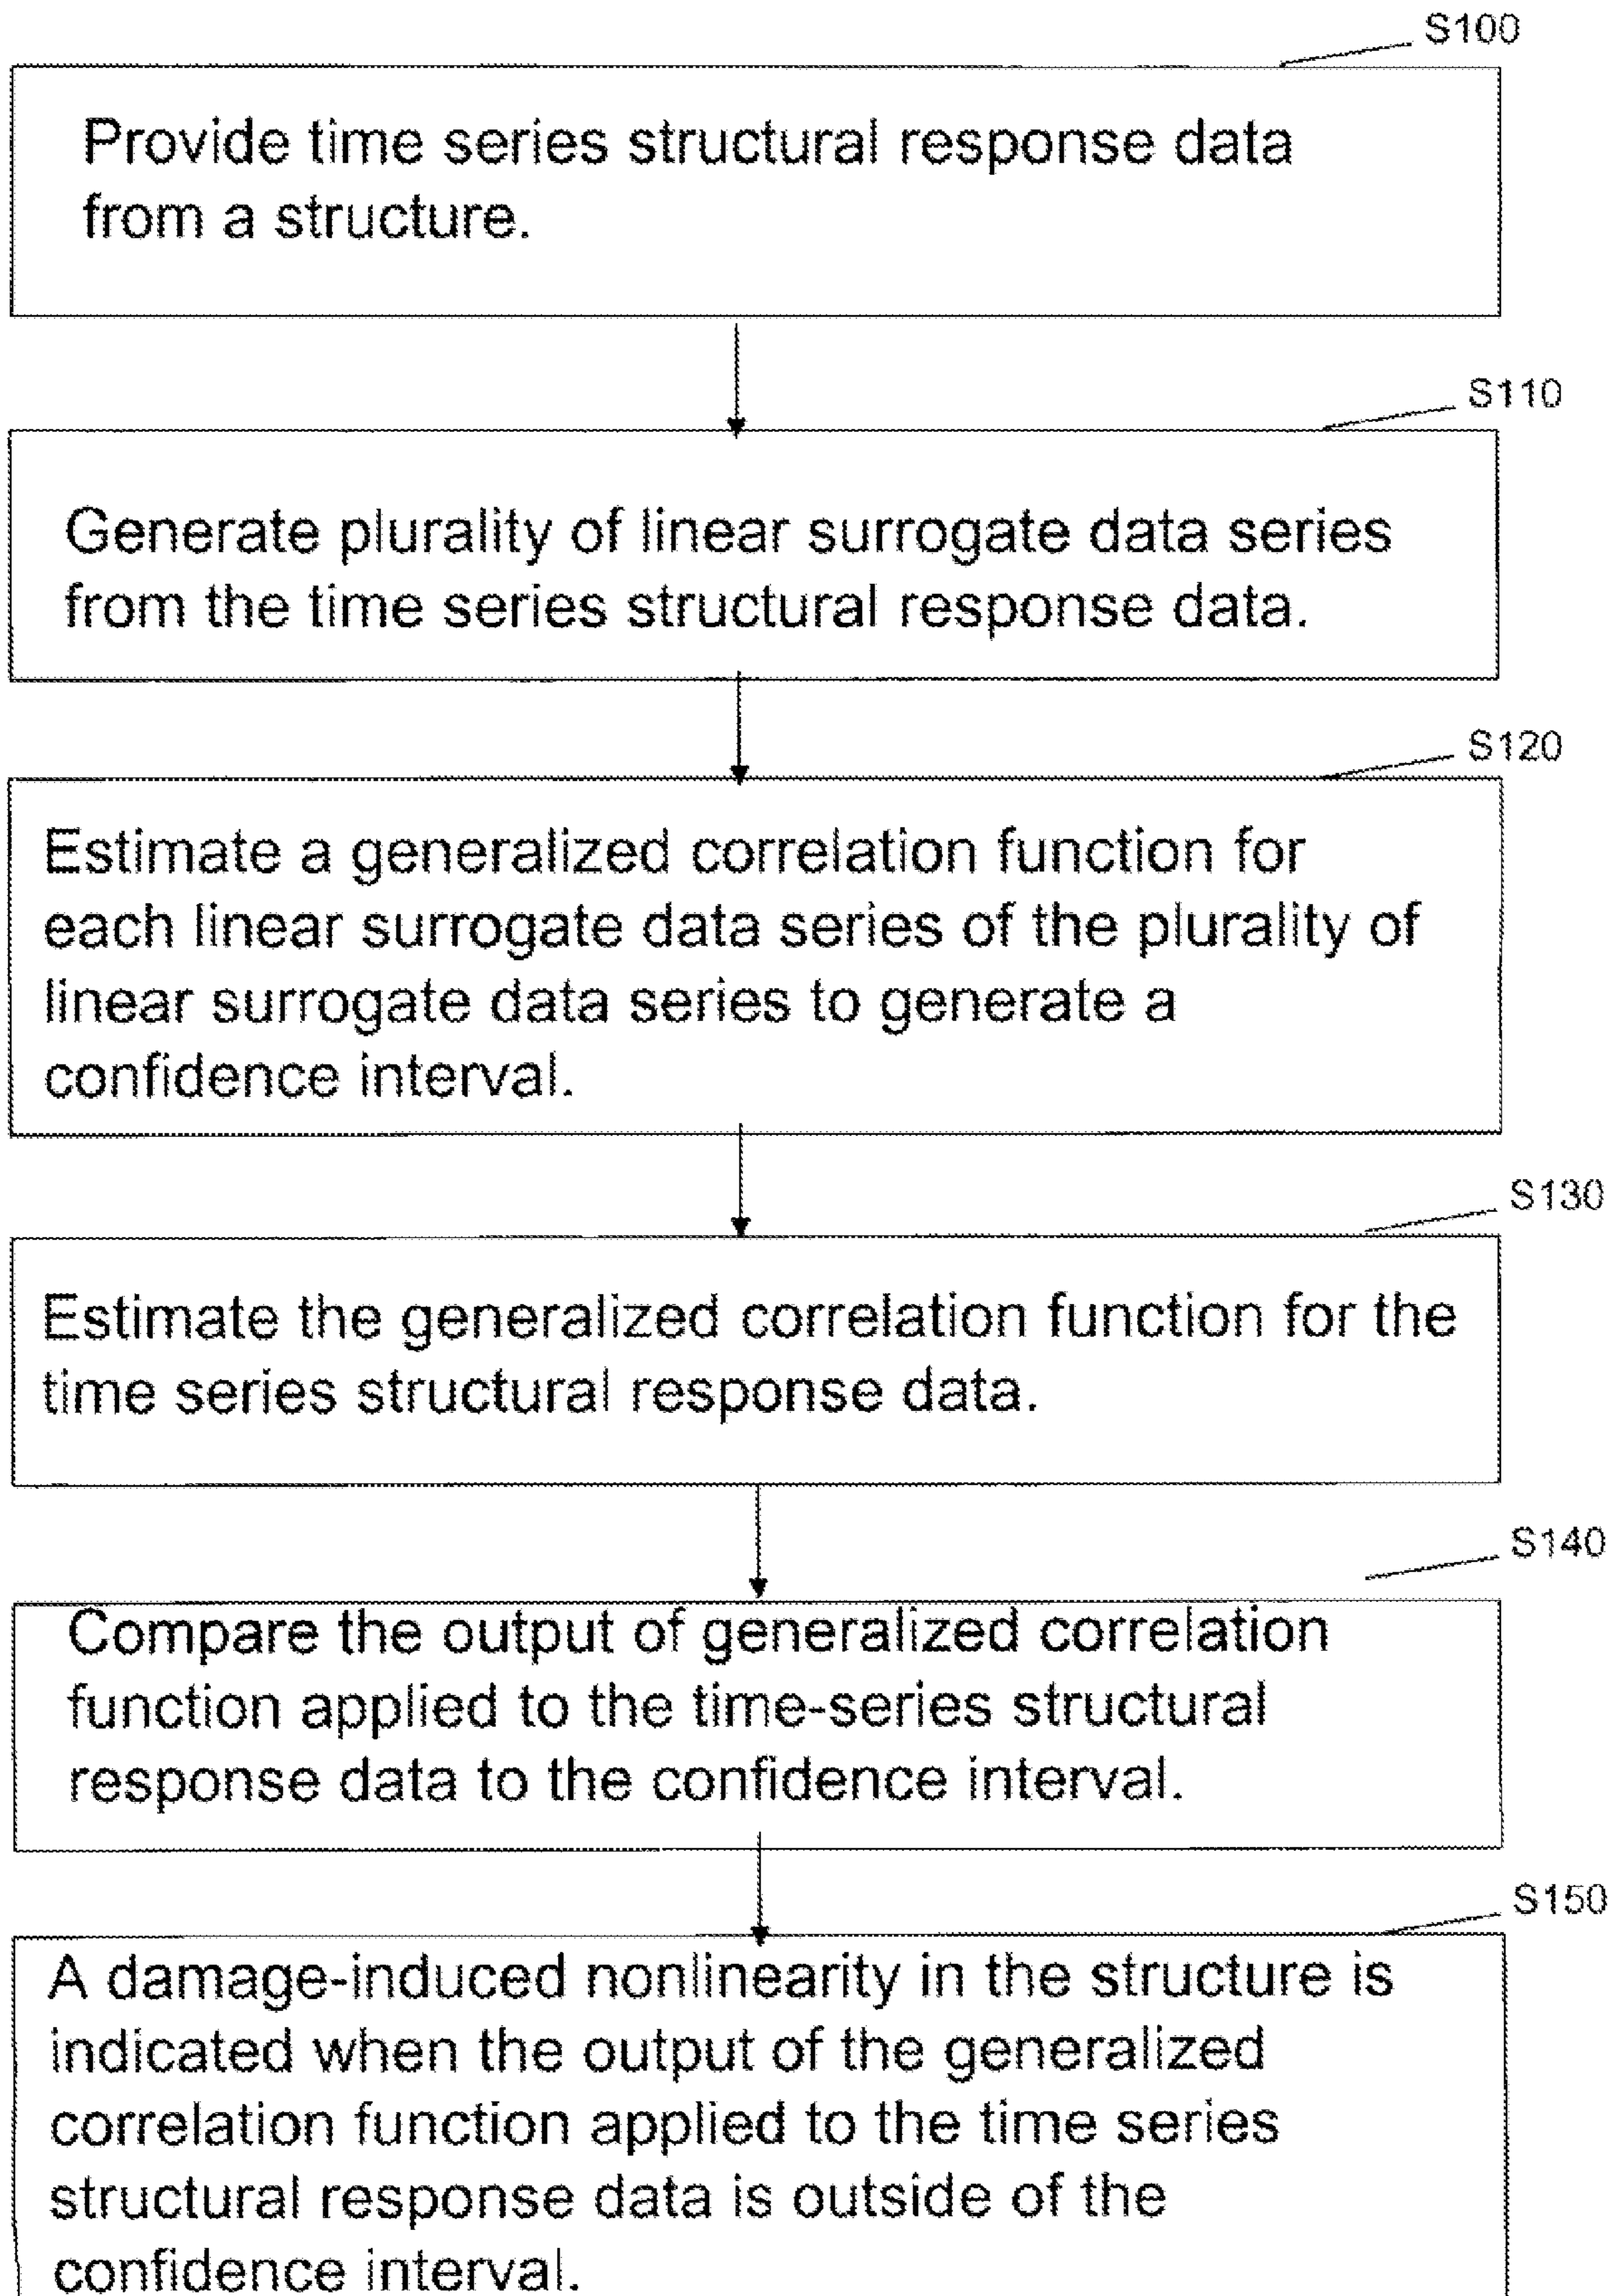 S100
Provide time series structural response data
from a structure.
S110
Generate plurality of linear surrogate data series
from the time series structural response data.
S120
Estimate a generalized correlation function for
each linear surrogate data series of the plurality of
linear surrogate data series to generate a
confidence interval.
S130
Estimate the generalized correlation function for the
time series structural response data.
S140
Compare the output of generalized correlation
function applied to the time-series structural
response data to the confidence interval.
S150
A damage-induced nonlinearity in the structure is
indicated when the output of the generalized
correlation function applied to the time series
structural response data is outside of the
confidence interval.